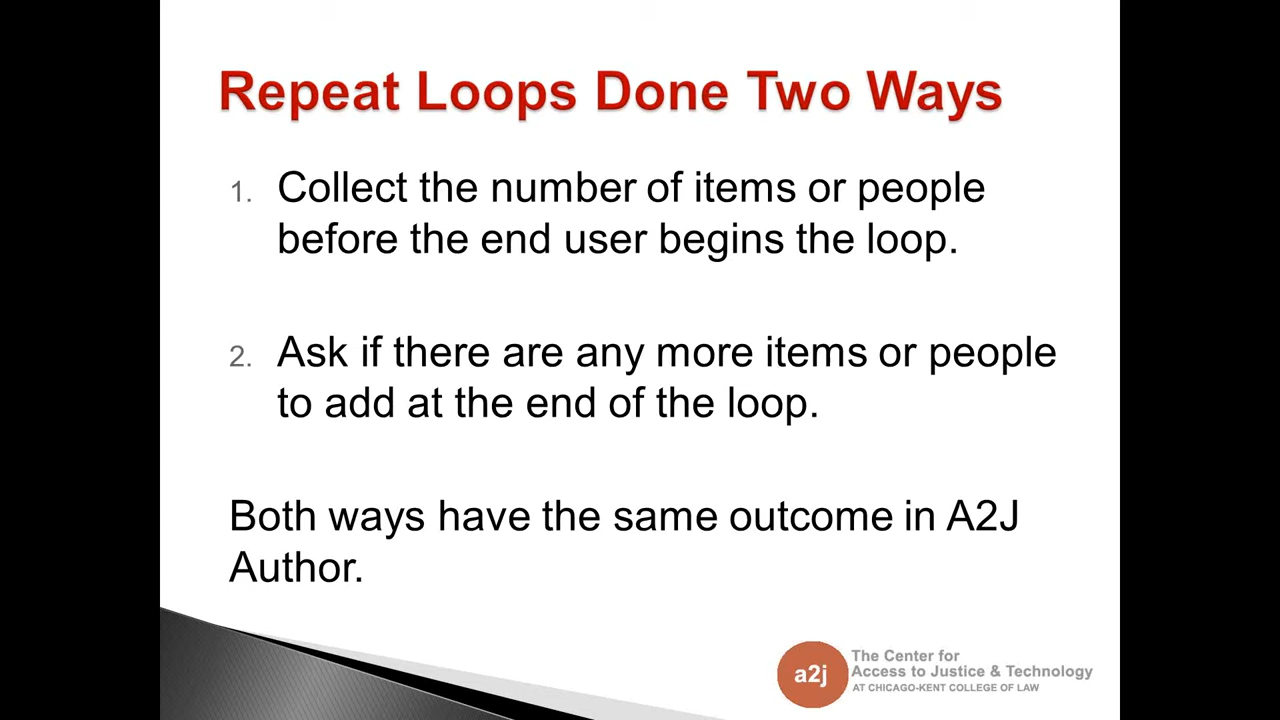 Repeat Loops Done Two Ways
1. Collect the number of items or people
before the end user begins the loop.
2. Ask if there are any more items or people
to add at the end of the loop.
Both ways have the same outcome in A2J
Author.
a2j
The Center for
Access to Justice & Technology
AT CHICAGO-KENT COLLEGE OF LAW